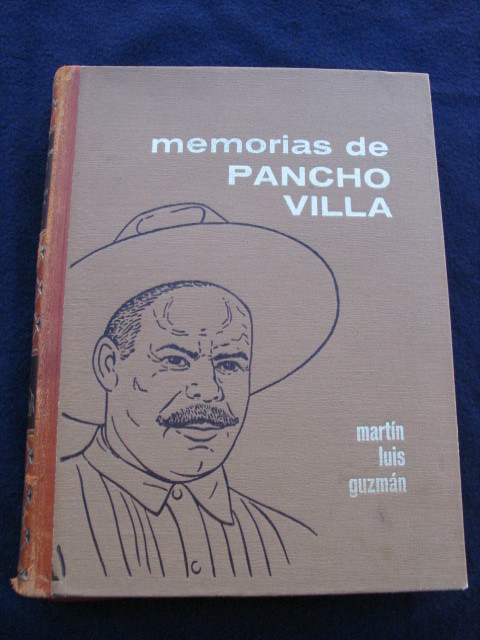 memorias de
PANCHO
VILLA
martín
luis
guzmán